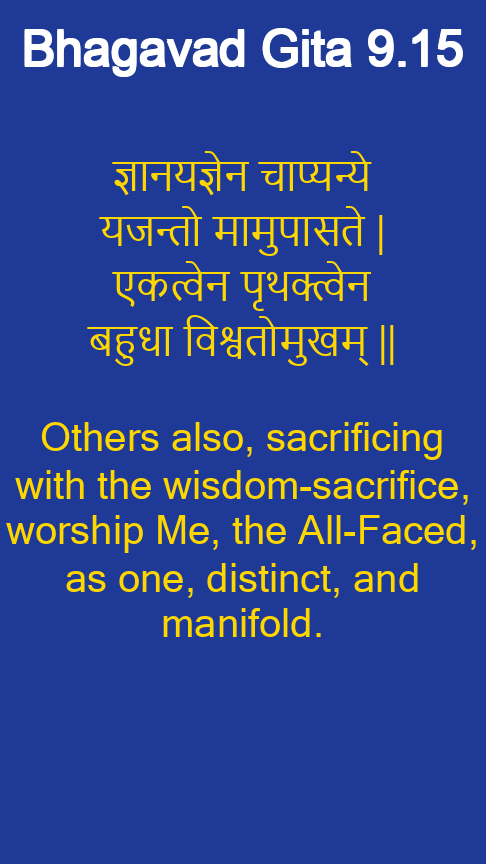 Bhagavad Gita 9.15
ज्ञानयज्ञेन चाप्यन्ये
यजन्तो मामुपासते |
एकत्वेन पृथक्त्वेन
बहुधा विश्वतोमुखम् ||
Others also, sacrificing
with the wisdom-sacrifice,
worship Me, the All-Faced,
as one, distinct, and
manifold.